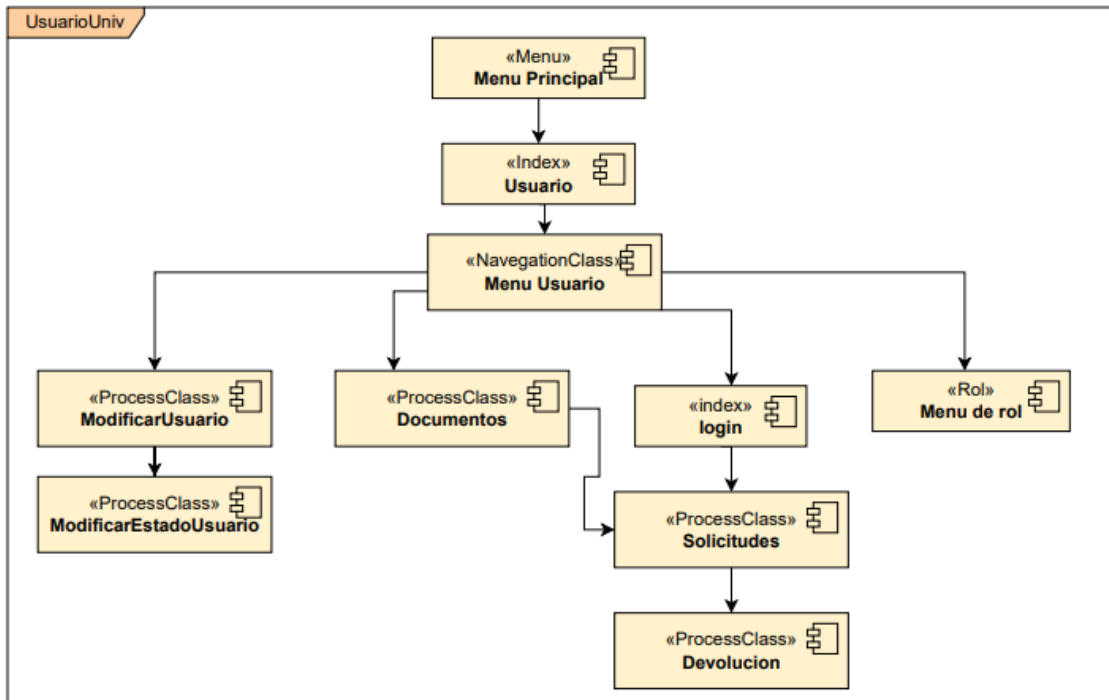 UsuarioUniv
«Menu»
Menu Principal
«Index»
Usuario
«NavegationClass»
Menu Usuario
«ProcessClass»
ModificarUsuario
«ProcessClass»
Documentos
«index»
login
«Rol»
Menu de rol
«ProcessClass»
ModificarEstadoUsuario
«ProcessClass»
Solicitudes
«ProcessClass»
Devolucion